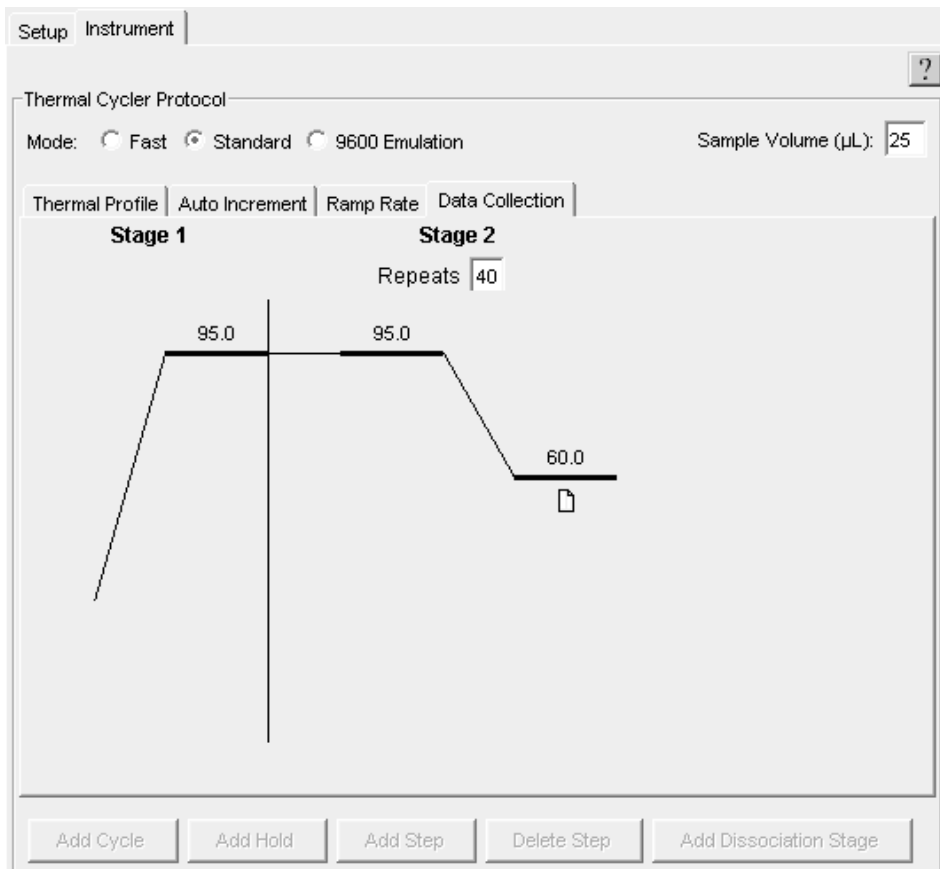 Setup Instrument
?
Thermal Cycler Protocol
Mode: Fast Standard 9600 Emulation Sample Volume (µL): 25
Thermal Profile Auto Increment Ramp Rate Data Collection
Stage 1 Stage 2
Repeats 40
95.0 95.0
60.0
Add Cycle Add Hold Add Step Delete Step Add Dissociation Stage